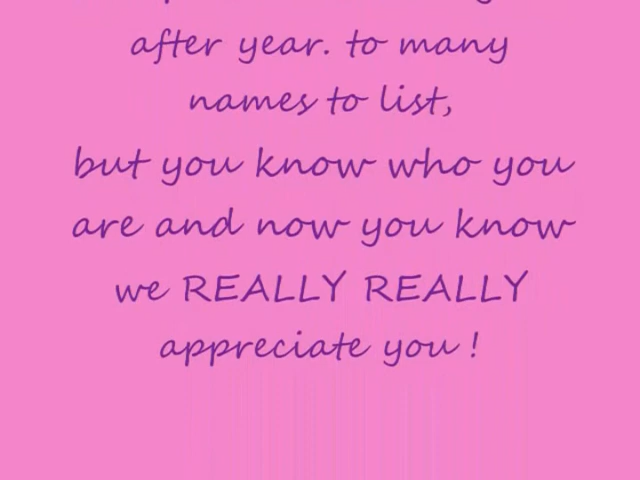 after year. to many
names to list,
but you know who you
are and now you know
we REALLY REALLY
appreciate you !